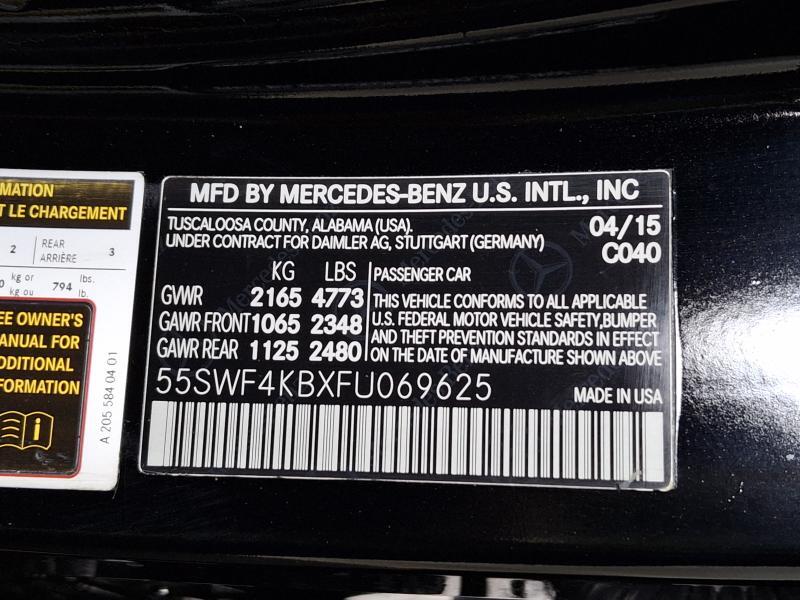 MATION
T LE CHARGEMENT
2 REAR ARRIÈRE 3
0 kg or kg ou 794 lbs. lb.
EE OWNER'S
MANUAL FOR
ADDITIONAL
FORMATION
A 205 584 04 01
MFD BY MERCEDES-BENZ U.S. INTL., INC
TUSCALOOSA COUNTY, ALABAMA (USA). 04/15
UNDER CONTRACT FOR DAIMLER AG, STUTTGART (GERMANY) C040
KG LBS
GWWR 2165 4773
GAWR FRONT 1065 2348
GAWR REAR 1125 2480
PASSENGER CAR
THIS VEHICLE CONFORMS TO ALL APPLICABLE
U.S. FEDERAL MOTOR VEHICLE SAFETY,BUMPER
AND THEFT PREVENTION STANDARDS IN EFFECT
ON THE DATE OF MANUFACTURE SHOWN ABOVE
55SWF4KBXFU069625
MADE IN USA